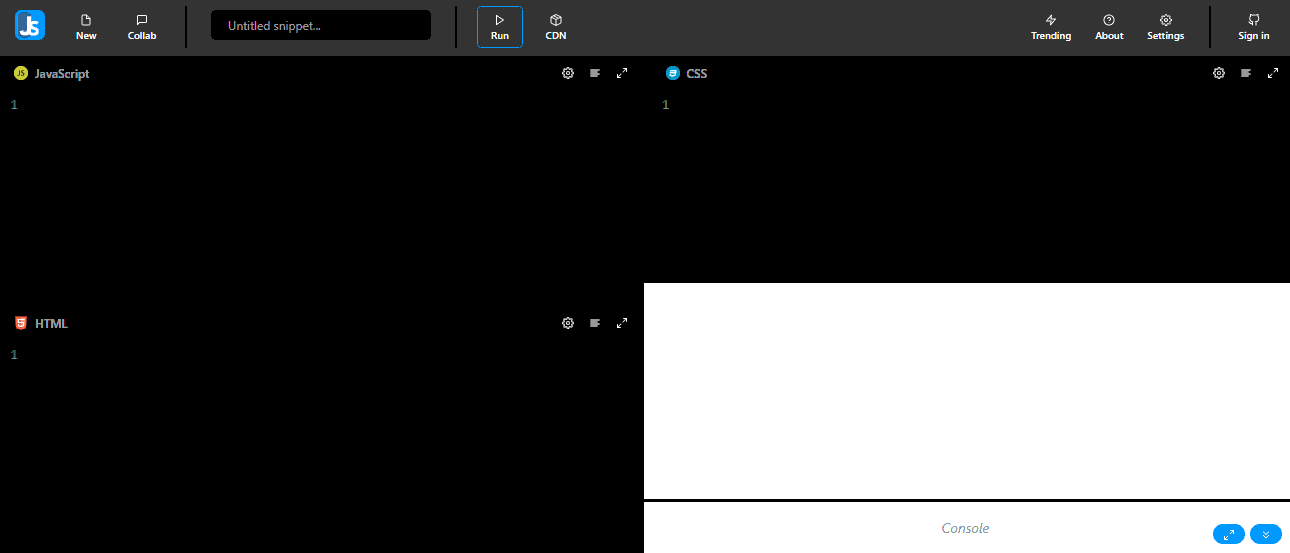 JS
New
Collab
Untitled snippet...
Run
CDN
Trending
About
Settings
Sign in
JS JavaScript
1
CSS
1
HTML
1
Console